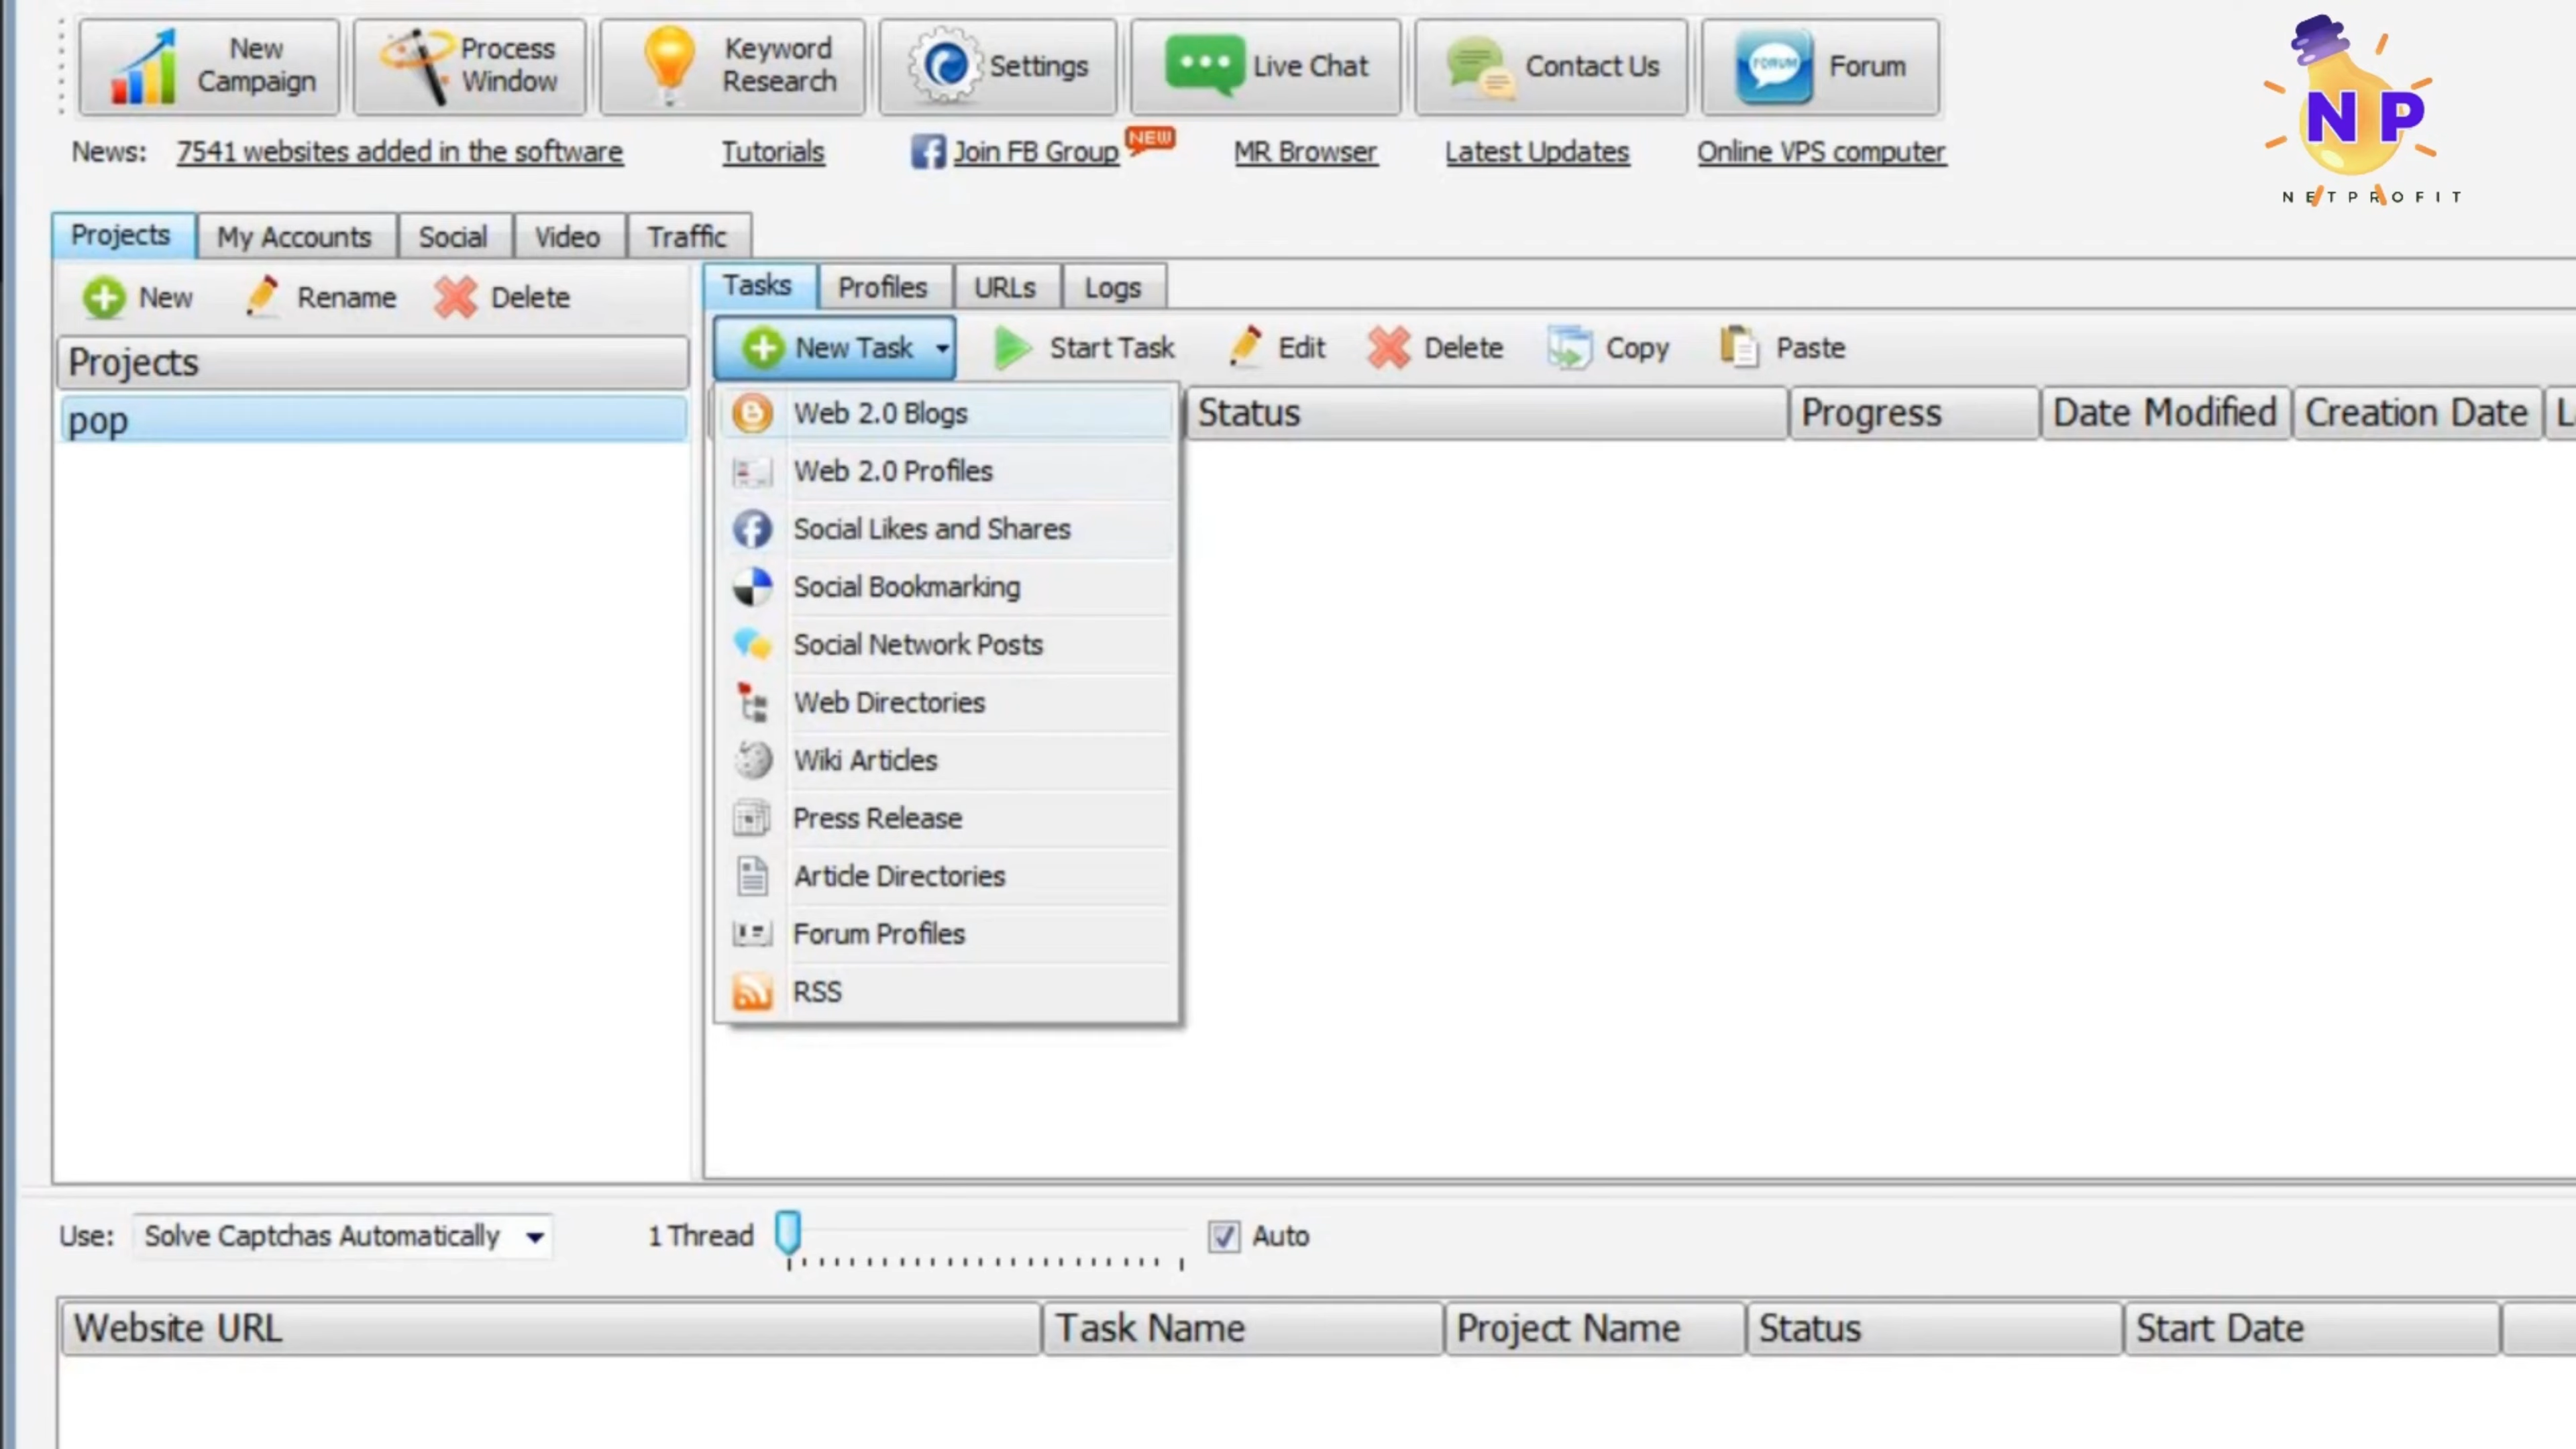 New Campaign
Process Window
Keyword Research
Settings
Live Chat
Contact Us
FORUM
Forum
NP
NETPROFIT
News:
7541 websites added in the software
Tutorials
Join FB Group
NEW
MR Browser
Latest Updates
Online VPS computer
Projects
My Accounts
Social
Video
Traffic
New
Rename
Delete
Projects
pop
Tasks
Profiles
URLs
Logs
New Task
Start Task
Edit
Delete
Copy
Paste
Status
Progress
Date Modified
Creation Date
Web 2.0 Blogs
Web 2.0 Profiles
Social Likes and Shares
Social Bookmarking
Social Network Posts
Web Directories
Wiki Articles
Press Release
Article Directories
Forum Profiles
RSS
Use:
Solve Captchas Automatically
1 Thread
Auto
Website URL
Task Name
Project Name
Status
Start Date